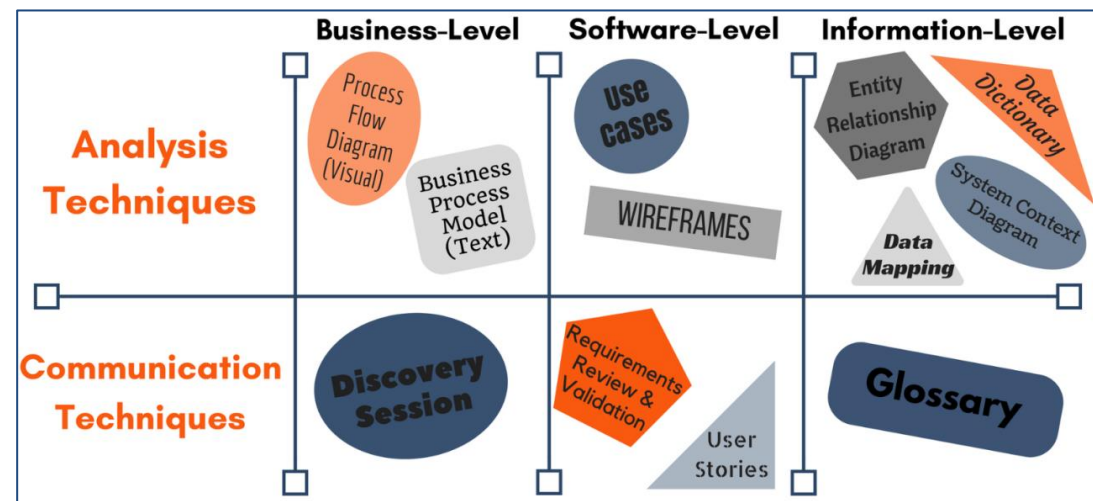 Business-Level
Software-Level
Information-Level
Analysis
Techniques
Process
Flow
Diagram
(Visual)
Business
Process
Model
(Text)
Use
Cases
WIREFRAMES
Entity
Relationship
Diagram
Data
Dictionary
System Context
Diagram
Data
Mapping
Communication
Techniques
Discovery
Session
Requirements
Review &
Validation
User
Stories
Glossary